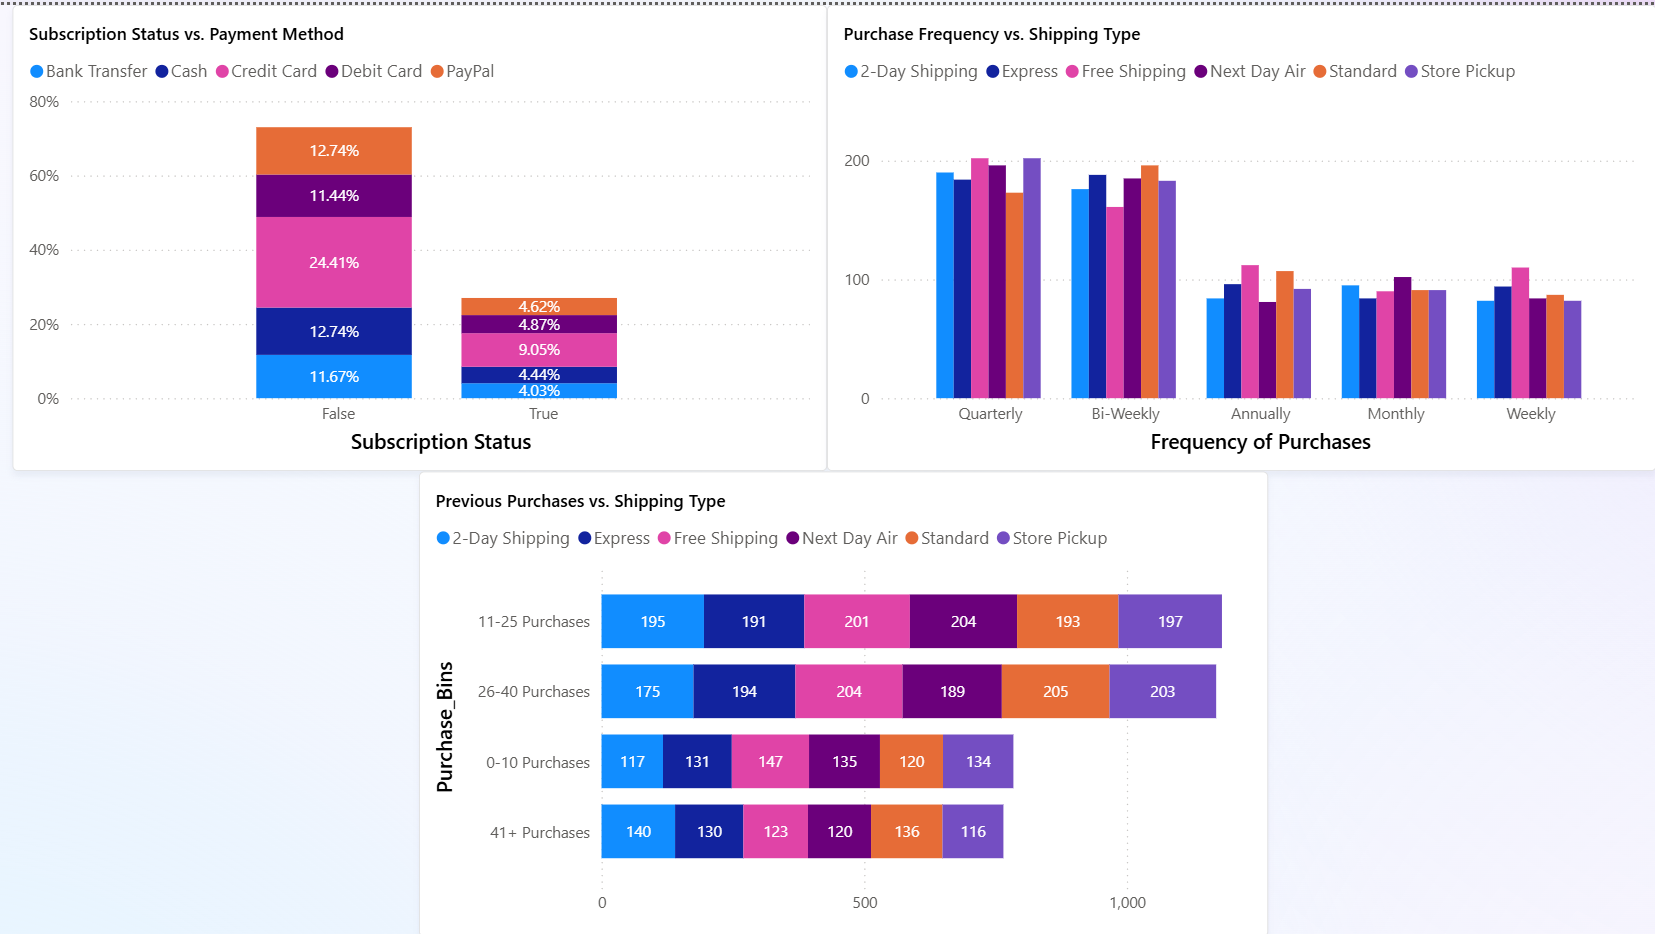 Subscription Status vs. Payment Method
Bank Transfer Cash Credit Card Debit Card PayPal
80%
60%
40%
20%
0%
12.74%
11.44%
24.41%
12.74%
11.67%
4.62%
4.87%
9.05%
4.44%
4.03%
False True
Subscription Status
Purchase Frequency vs. Shipping Type
2-Day Shipping Express Free Shipping Next Day Air Standard Store Pickup
200
100
0
Quarterly Bi-Weekly Annually Monthly Weekly
Frequency of Purchases
Previous Purchases vs. Shipping Type
2-Day Shipping Express Free Shipping Next Day Air Standard Store Pickup
Purchase_Bins
11-25 Purchases 195 191 201 204 193 197
26-40 Purchases 175 194 204 189 205 203
0-10 Purchases 117 131 147 135 120 134
41+ Purchases 140 130 123 120 136 116
0 500 1,000